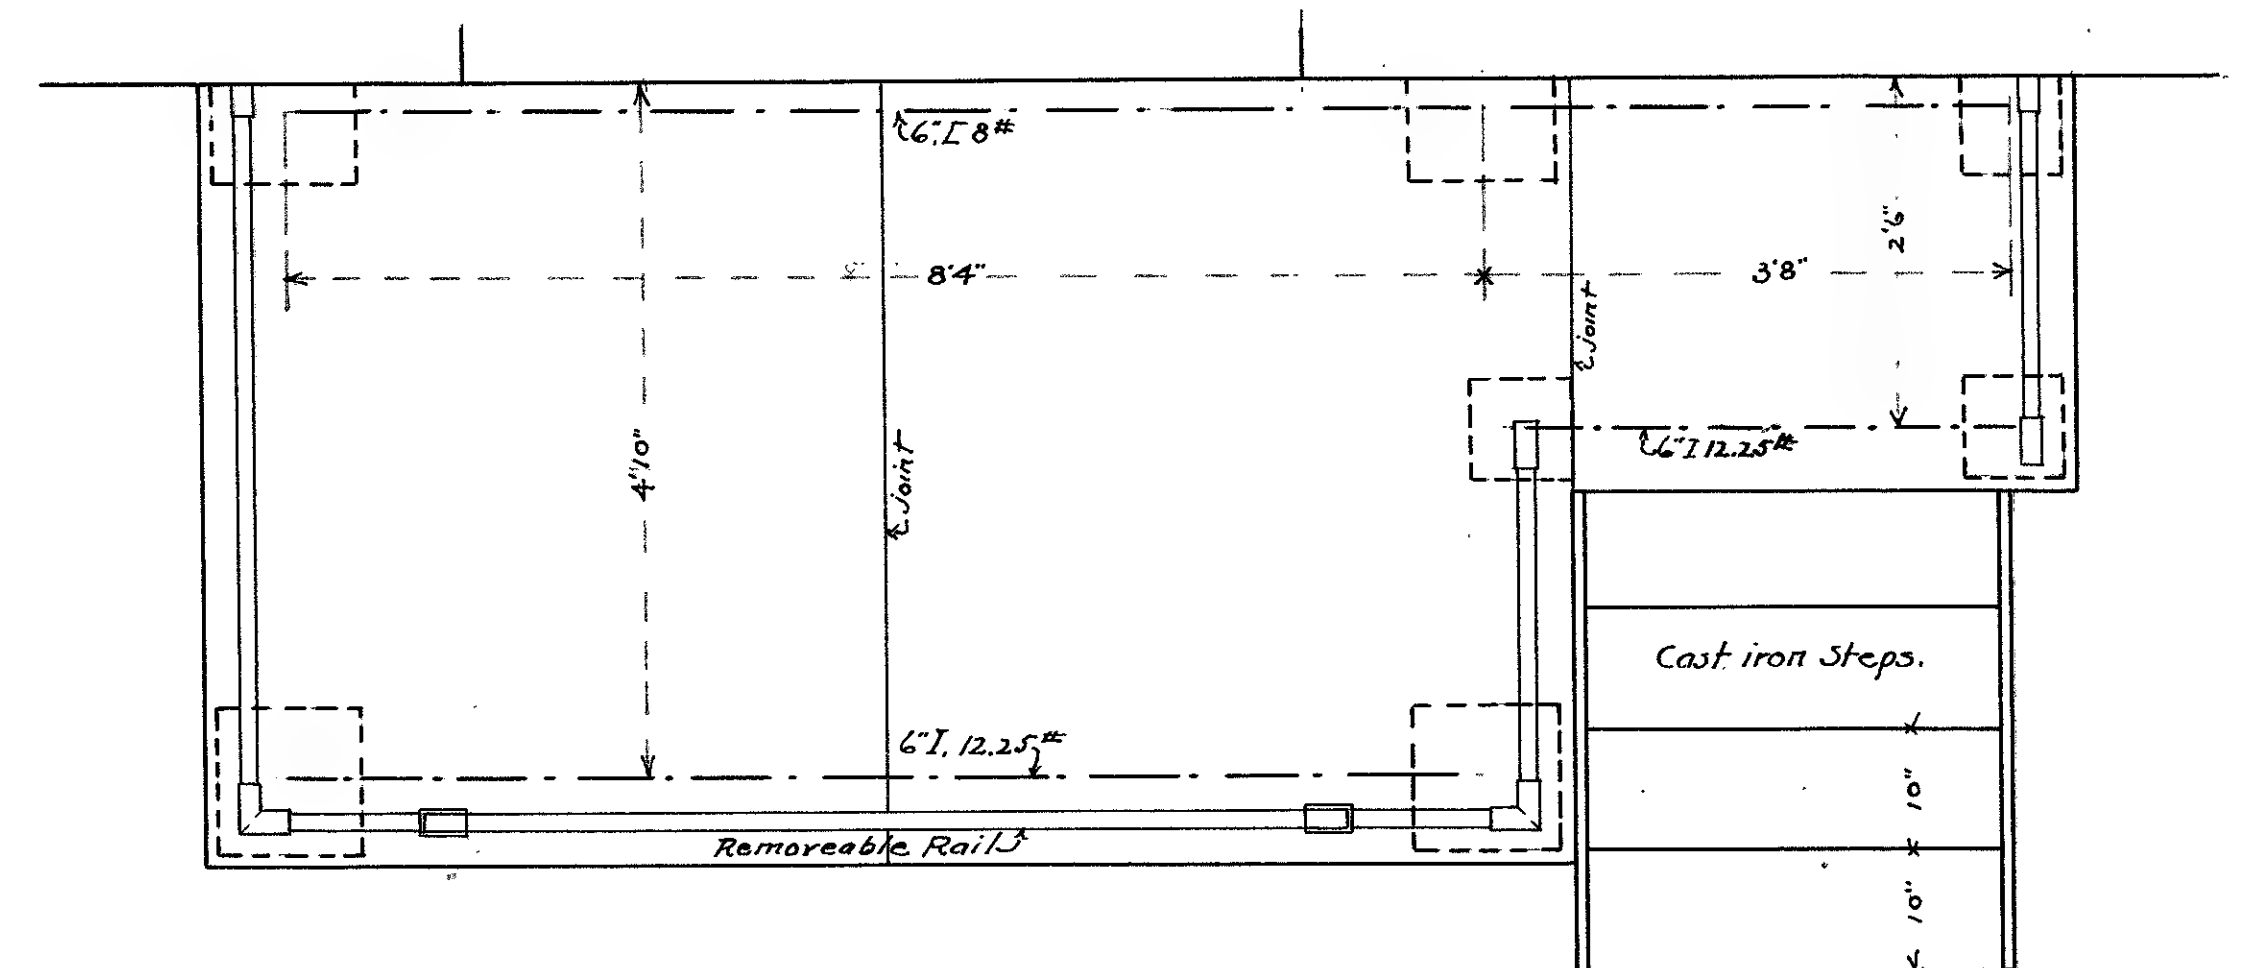 6"[ 8#
2'6"
8'4"
3'8"
joint
4'10"
joint
6"I 12.25#
Cast iron Steps.
6"I. 12.25#
10"
Removeable Rail
10"